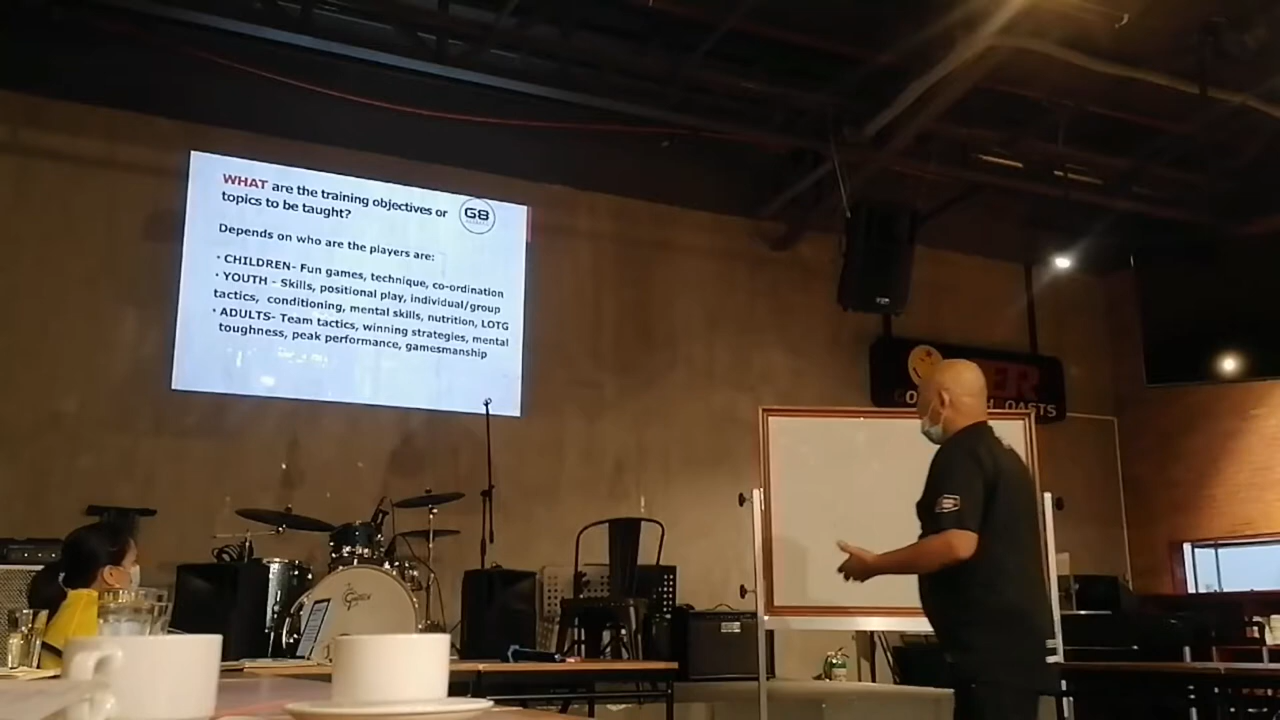 WHAT are the training objectives or
topics to be taught?
G8
Depends on who are the players are:
· CHILDREN- Fun games, technique, co-ordination
· YOUTH - Skills, positional play, individual/group
tactics, conditioning, mental skills, nutrition, LOTG
· ADULTS- Team tactics, winning strategies, mental
toughness, peak performance, gamesmanship